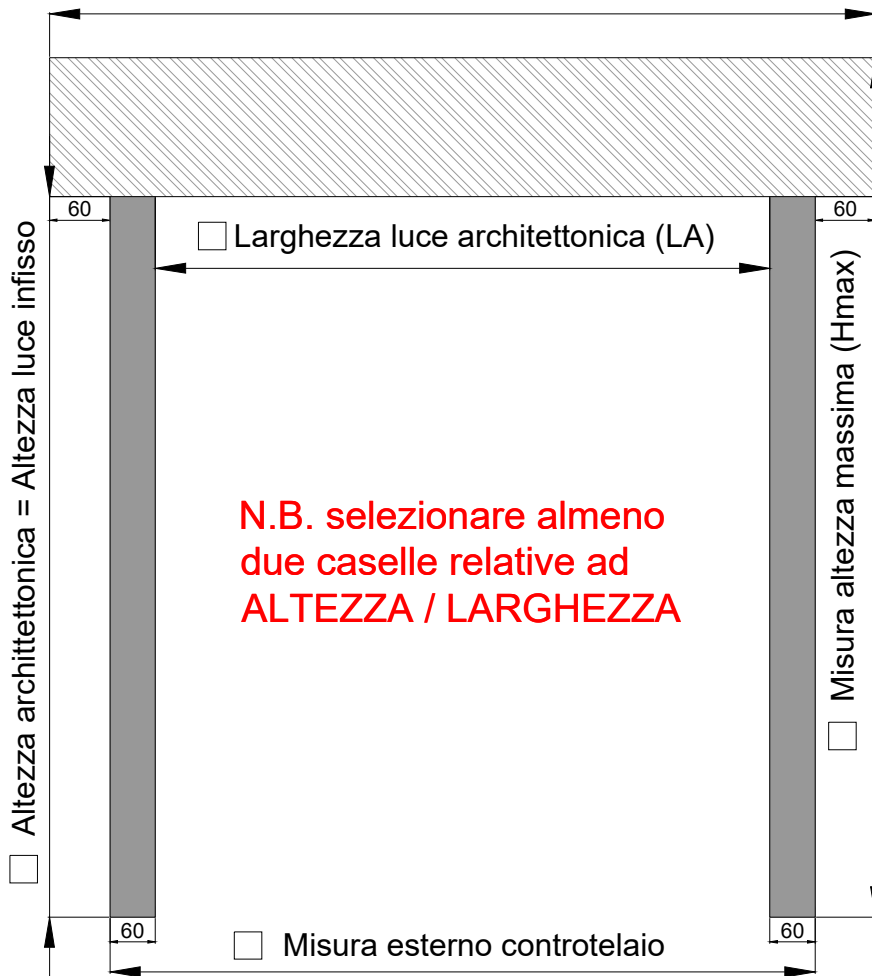 60
60
☐ Larghezza luce architettonica (LA)
☐ Altezza archittettonica = Altezza luce infisso
☐ Misura altezza massima (Hmax)
N.B. selezionare almeno
due caselle relative ad
ALTEZZA / LARGHEZZA
60
60
☐ Misura esterno controtelaio